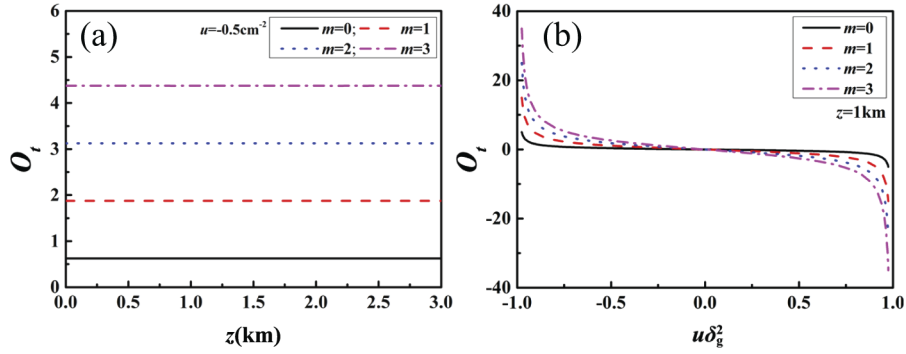 (a)
u=-0.5cm⁻²
m=0; m=1
m=2; m=3
O_t
6
5
4
3
2
1
0
0.0 0.5 1.0 1.5 2.0 2.5 3.0
z(km)
(b)
m=0
m=1
m=2
m=3
z=1km
O_t
40
20
0
-20
-40
-1.0 -0.5 0.0 0.5 1.0
uδ_g²